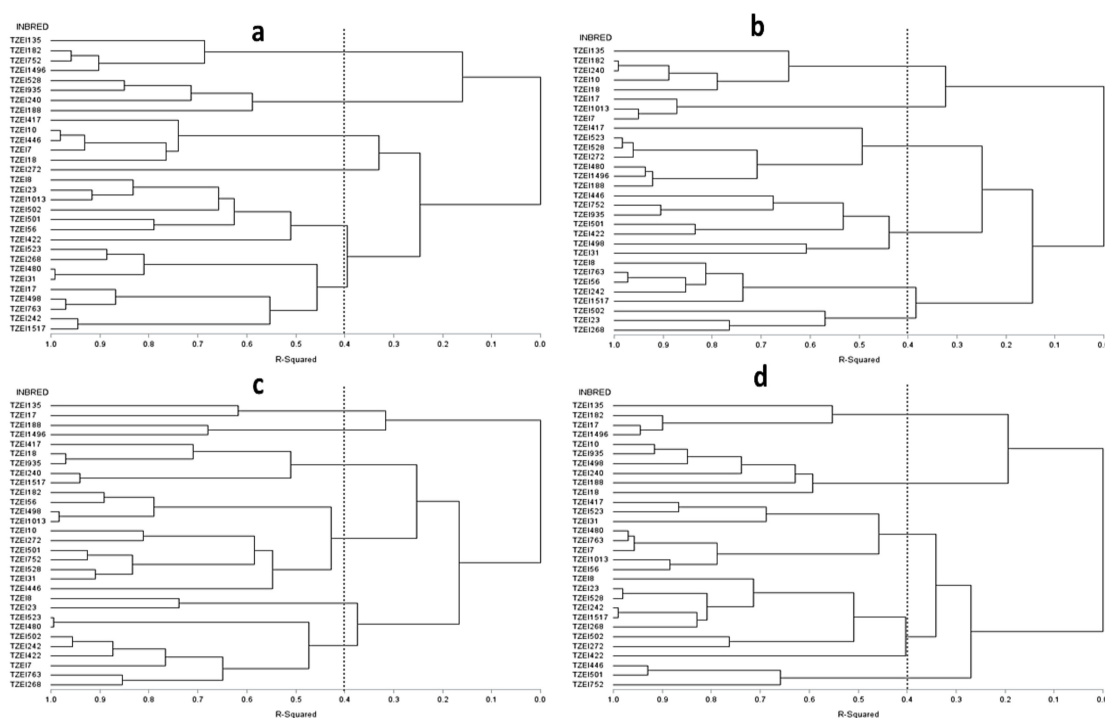 a
INBRED
TZEI135
TZEI182
TZEI752
TZEI1496
TZEI528
TZEI935
TZEI240
TZEI188
TZEI417
TZEI10
TZEI446
TZEI7
TZEI18
TZEI272
TZEI8
TZEI23
TZEI1013
TZEI502
TZEI501
TZEI56
TZEI422
TZEI523
TZEI268
TZEI480
TZEI31
TZEI17
TZEI498
TZEI763
TZEI242
TZEI1517
1.0 0.9 0.8 0.7 0.6 0.5 0.4 0.3 0.2 0.1 0.0
R-Squared
b
INBRED
TZEI135
TZEI182
TZEI240
TZEI10
TZEI18
TZEI17
TZEI1013
TZEI7
TZEI417
TZEI523
TZEI528
TZEI272
TZEI480
TZEI1496
TZEI188
TZEI446
TZEI752
TZEI935
TZEI501
TZEI422
TZEI498
TZEI31
TZEI8
TZEI763
TZEI56
TZEI242
TZEI1517
TZEI502
TZEI23
TZEI268
1.0 0.9 0.8 0.7 0.6 0.5 0.4 0.3 0.2 0.1 0.0
R-Squared
c
INBRED
TZEI135
TZEI17
TZEI188
TZEI1496
TZEI417
TZEI18
TZEI935
TZEI240
TZEI1517
TZEI182
TZEI56
TZEI498
TZEI1013
TZEI10
TZEI272
TZEI501
TZEI752
TZEI528
TZEI31
TZEI446
TZEI8
TZEI23
TZEI523
TZEI480
TZEI502
TZEI242
TZEI422
TZEI7
TZEI763
TZEI268
1.0 0.9 0.8 0.7 0.6 0.5 0.4 0.3 0.2 0.1 0.0
R-Squared
d
INBRED
TZEI135
TZEI182
TZEI17
TZEI1496
TZEI10
TZEI935
TZEI498
TZEI240
TZEI188
TZEI18
TZEI417
TZEI523
TZEI31
TZEI480
TZEI763
TZEI7
TZEI1013
TZEI56
TZEI8
TZEI23
TZEI528
TZEI242
TZEI1517
TZEI268
TZEI502
TZEI272
TZEI422
TZEI446
TZEI501
TZEI752
1.0 0.9 0.8 0.7 0.6 0.5 0.4 0.3 0.2 0.1 0.0
R-Squared